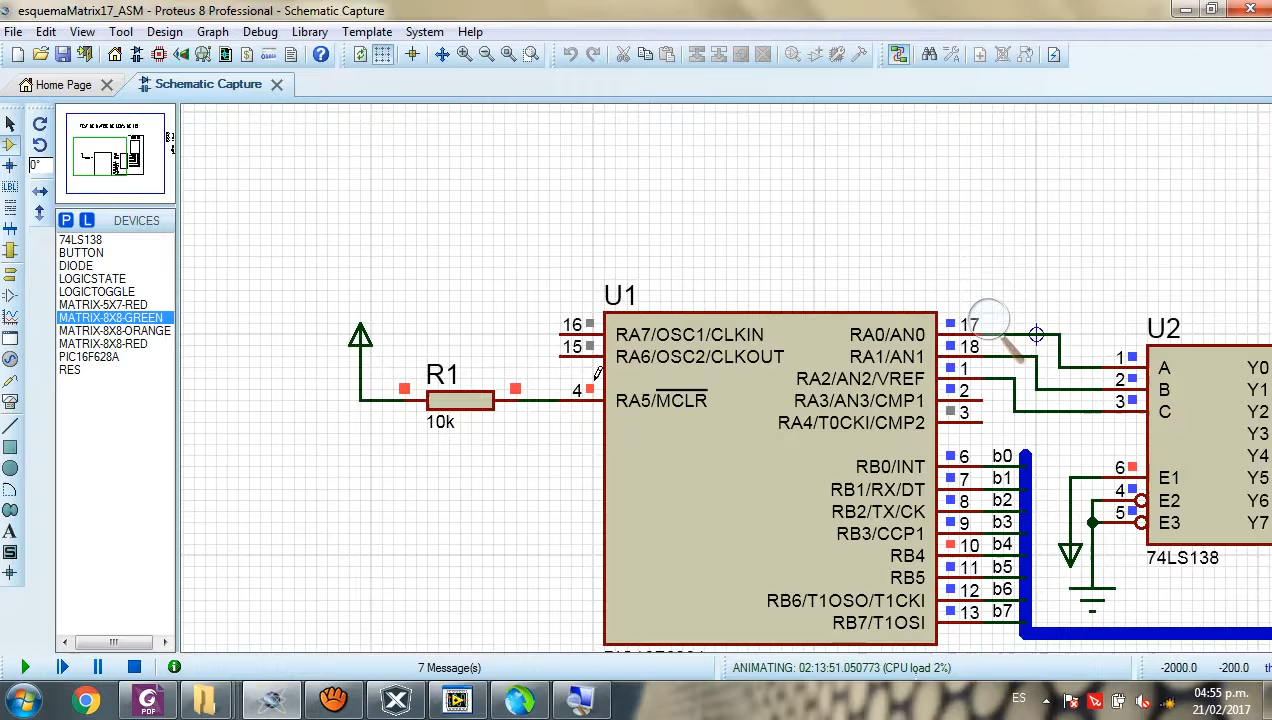 esquemaMatrix17_ASM - Proteus 8 Professional - Schematic Capture
File Edit View Tool Design Graph Debug Library Template System Help
Home Page
Schematic Capture
0°
LBL
P L DEVICES
74LS138
BUTTON
DIODE
LOGICSTATE
LOGICTOGGLE
MATRIX-5X7-RED
MATRIX-8X8-GREEN
MATRIX-8X8-ORANGE
MATRIX-8X8-RED
PIC16F628A
RES
R1
10k
U1
16 RA7/OSC1/CLKIN
15 RA6/OSC2/CLKOUT
4 RA5/MCLR
RA0/AN0 17
RA1/AN1 18
RA2/AN2/VREF 1
RA3/AN3/CMP1 2
RA4/T0CKI/CMP2 3
RB0/INT 6 b0
RB1/RX/DT 7 b1
RB2/TX/CK 8 b2
RB3/CCP1 9 b3
RB4 10 b4
RB5 11 b5
RB6/T1OSO/T1CKI 12 b6
RB7/T1OSI 13 b7
U2
1 A Y0
2 B Y1
3 C Y2
Y3
Y4
6 E1 Y5
4 E2 Y6
5 E3 Y7
74LS138
7 Message(s)
ANIMATING: 02:13:51.050773 (CPU load 2%)
-2000.0 -200.0 th
PDF
ES
04:55 p.m.
21/02/2017